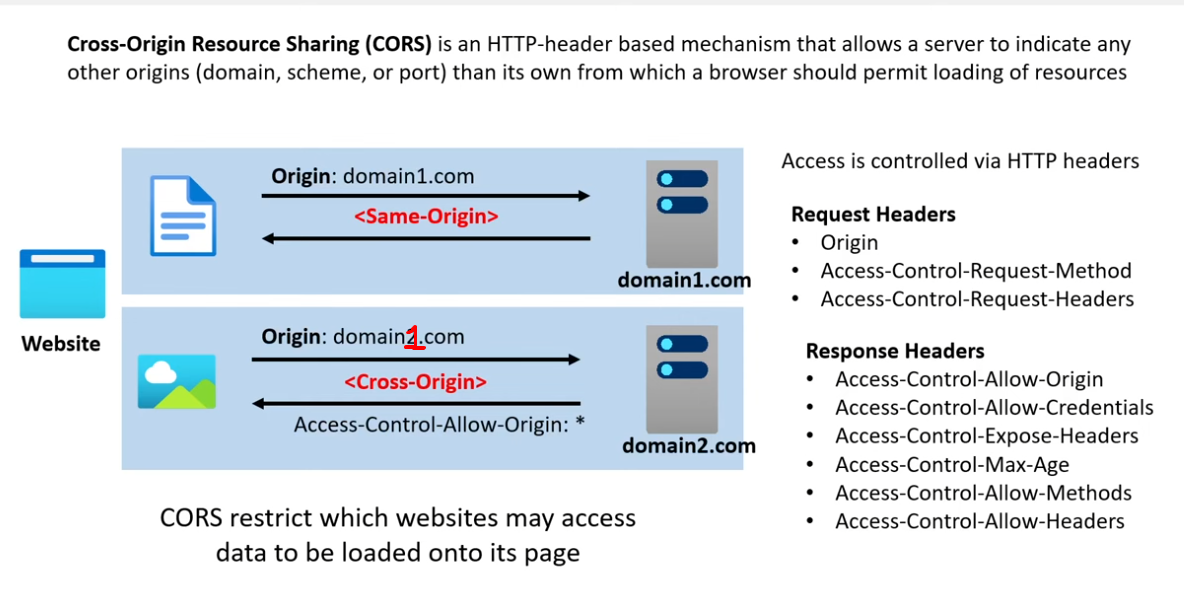 Cross-Origin Resource Sharing (CORS) is an HTTP-header based mechanism that allows a server to indicate any
other origins (domain, scheme, or port) than its own from which a browser should permit loading of resources
Origin: domain1.com
<Same-Origin>
domain1.com
Website
Origin: domain1.com
<Cross-Origin>
Access-Control-Allow-Origin: *
domain2.com
CORS restrict which websites may access
data to be loaded onto its page
Access is controlled via HTTP headers
Request Headers
• Origin
• Access-Control-Request-Method
• Access-Control-Request-Headers
Response Headers
• Access-Control-Allow-Origin
• Access-Control-Allow-Credentials
• Access-Control-Expose-Headers
• Access-Control-Max-Age
• Access-Control-Allow-Methods
• Access-Control-Allow-Headers